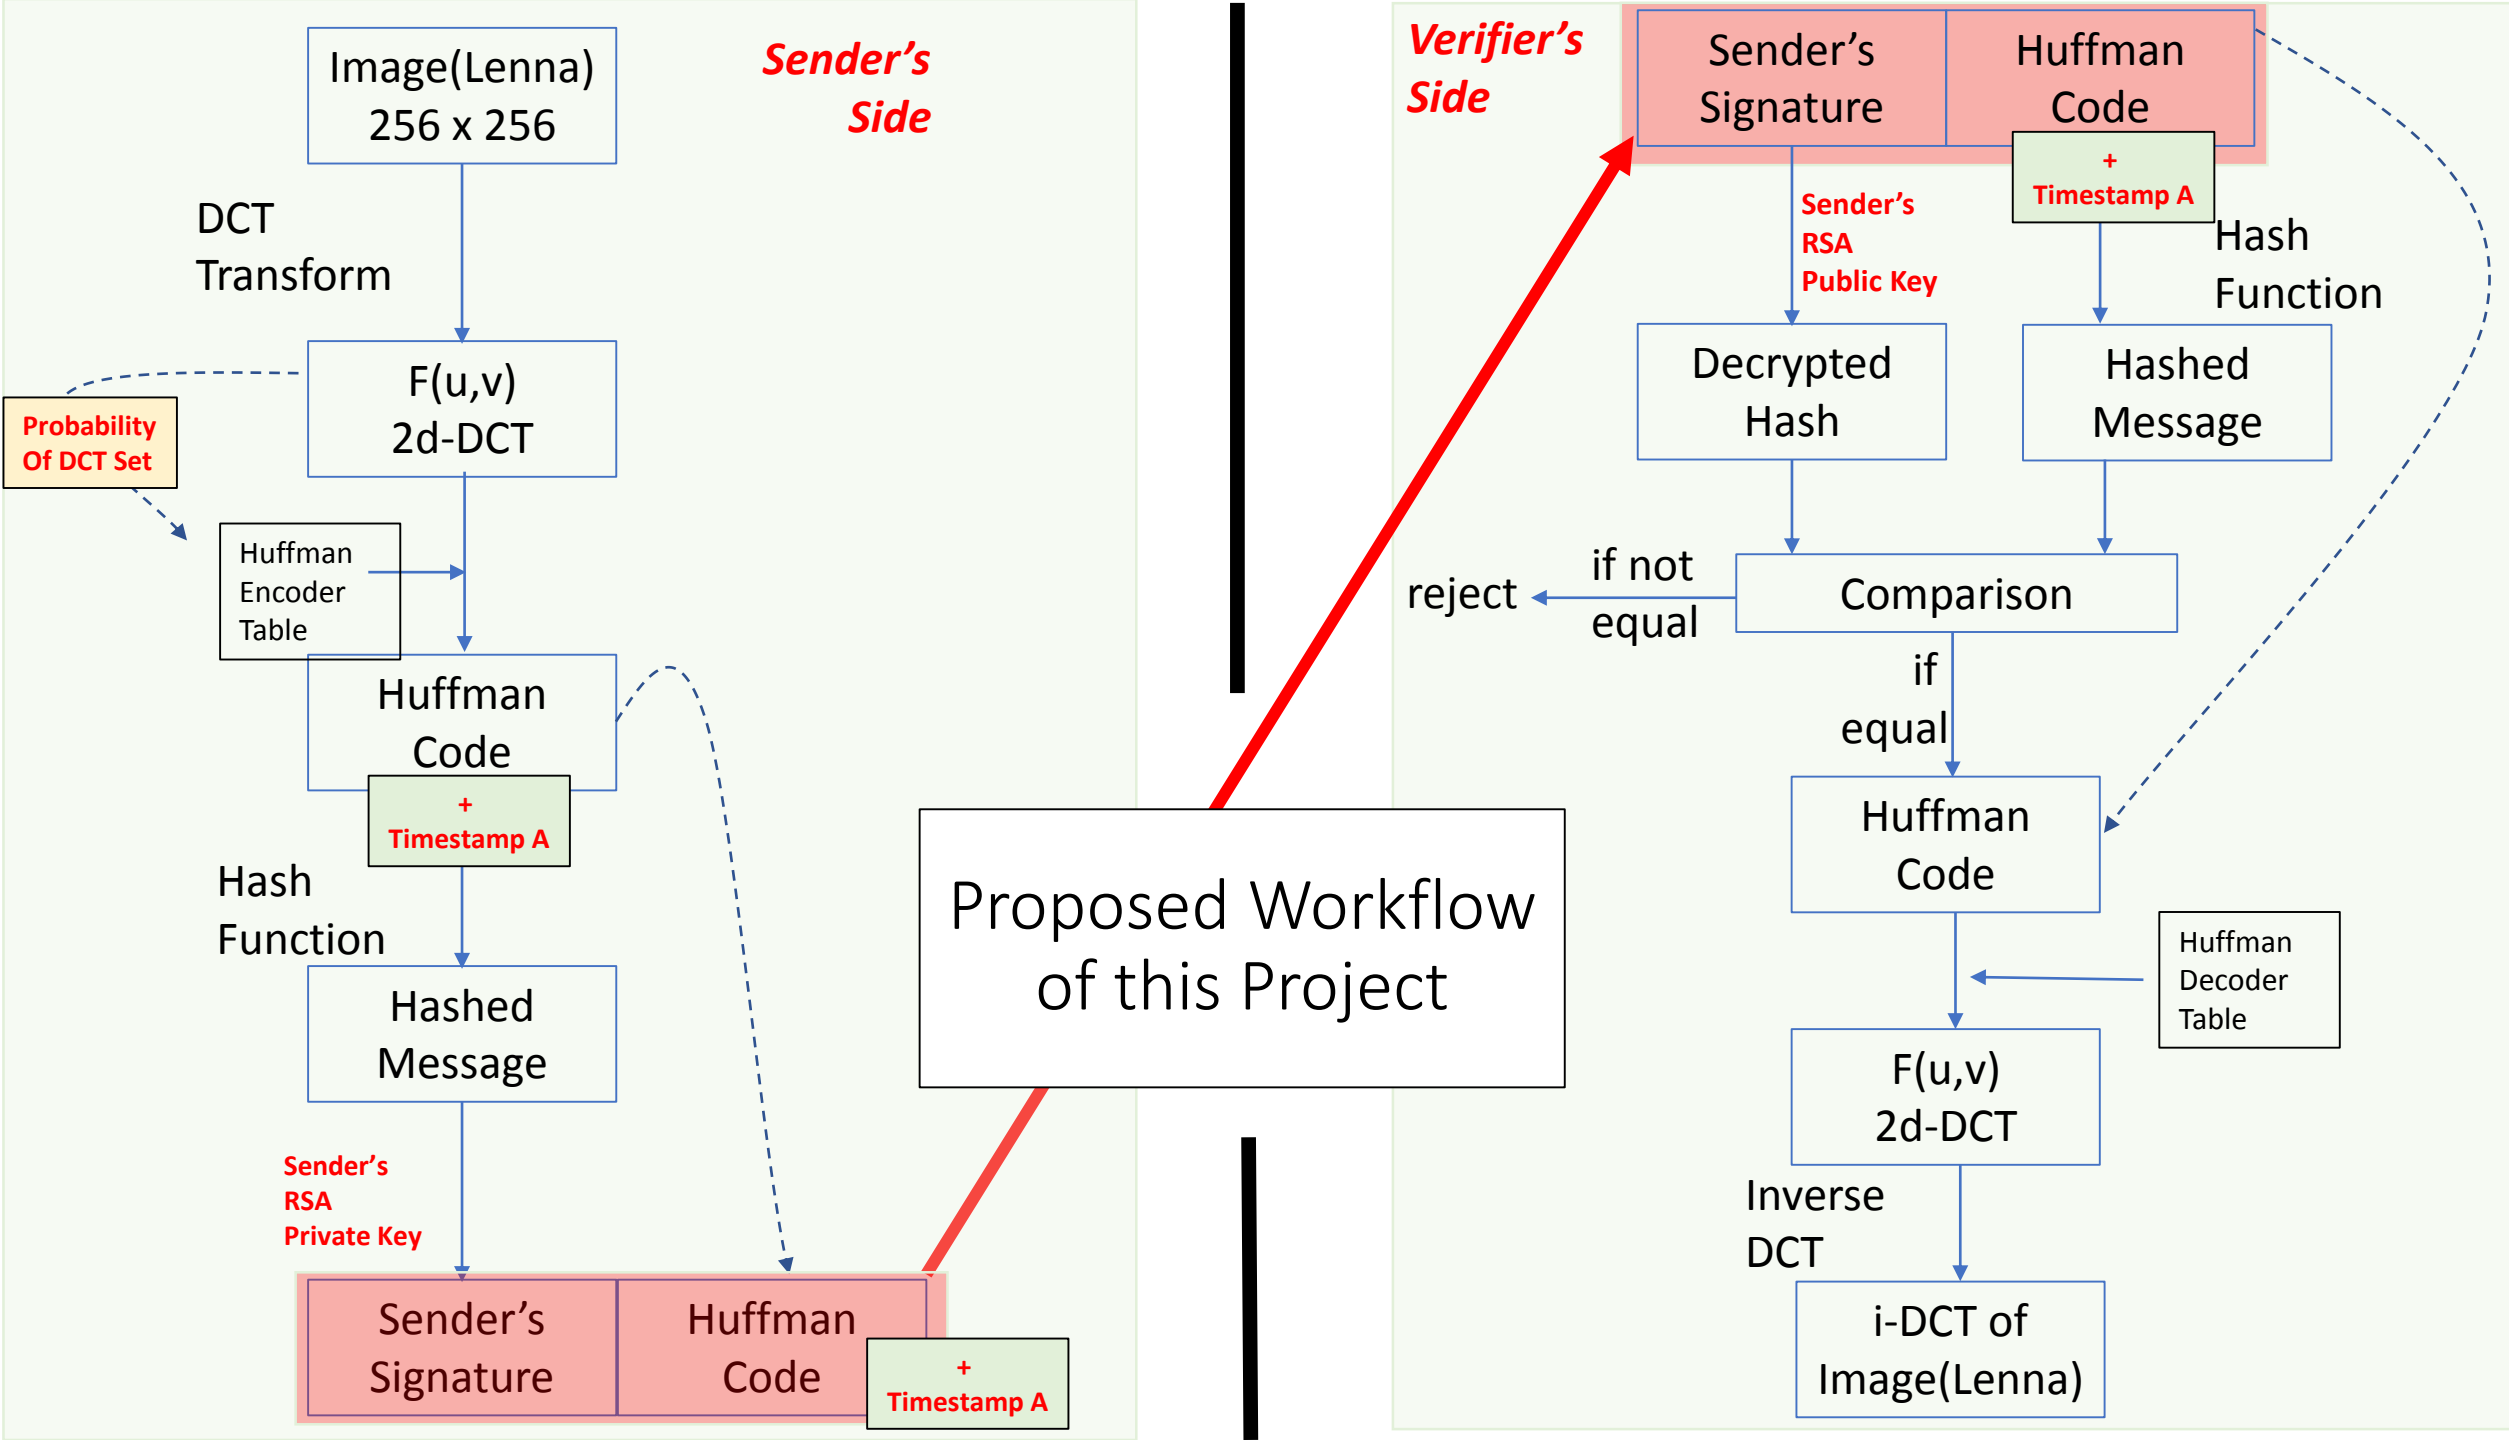 Sender’s
Side
Image(Lenna)
256 x 256
DCT
Transform
F(u,v)
2d-DCT
Probability
Of DCT Set
Huffman
Encoder
Table
Huffman
Code
+
Timestamp A
Hash
Function
Hashed
Message
Sender’s
RSA
Private Key
Sender’s
Signature
Huffman
Code
+
Timestamp A
Proposed Workflow
of this Project
Verifier’s
Side
Sender’s
Signature
Huffman
Code
+
Timestamp A
Sender’s
RSA
Public Key
Hash
Function
Decrypted
Hash
Hashed
Message
Comparison
if not
equal
reject
if
equal
Huffman
Code
Huffman
Decoder
Table
F(u,v)
2d-DCT
Inverse
DCT
i-DCT of
Image(Lenna)